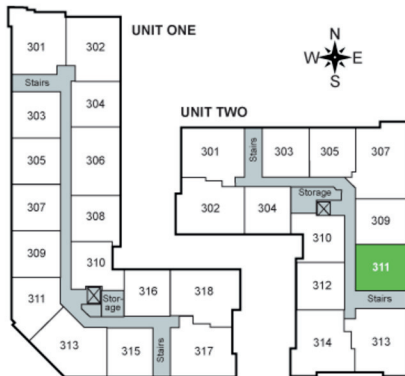 UNIT ONE
N
W E
S
301
302
Stairs
303
304
305
306
307
308
309
310
311
Stor-
age
316
318
313
315
Stairs
317
UNIT TWO
301
Stairs
303
305
307
302
304
Storage
309
310
311
312
Stairs
314
313